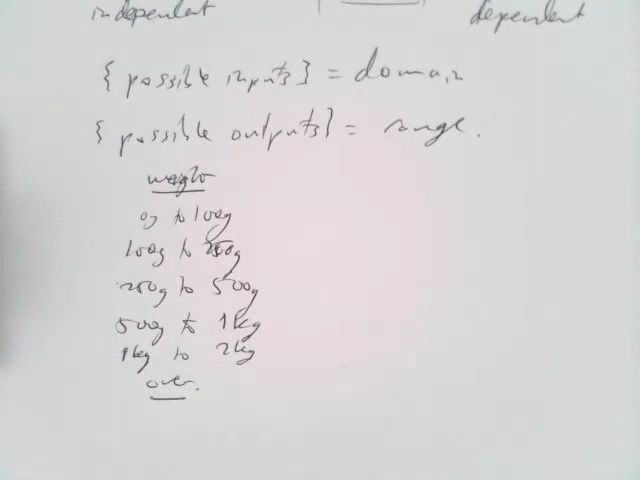 independent dependent
{possible inputs} = domain
{possible outputs} = range.
weight
0g to 100g
100g to 250g
250g to 500g
500g to 1kg
1kg to 2kg
over.